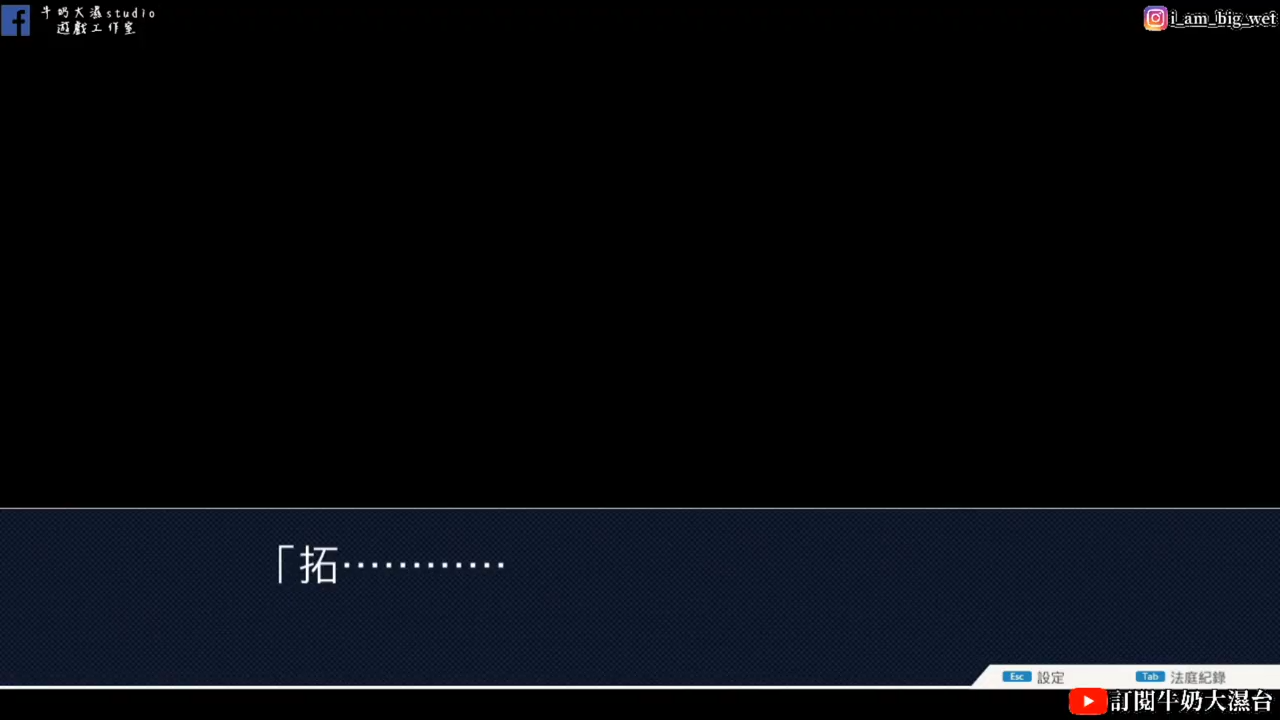 牛奶大濕studio
遊戲工作室
i_am_big_wet
「拓…………
Esc 設定 Tab 法庭紀錄
訂閱牛奶大濕台